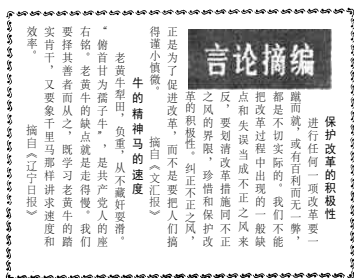 言论摘编
保护改革的积极性
进行任何一项改革要一
蹴而就，或有百利而无一弊，
都是不切实际的。我们不能
把改革过程中出现的一般缺
点和失误当成不正之风来
反，要划清改革措施同不正
之风的界限，珍惜和保护改
革的积极性。纠正不正之风，
正是为了促进改革，而不是要把人们搞
得谨小慎微。 摘自《文汇报》
牛的精神马的速度
老黄牛犁田，负重，从不藏奸耍滑。
“俯首甘为孺子牛”，是共产党人的座
右铭。老黄牛的缺点就是走得慢。我们
要择其善者而从之，既学习老黄牛的踏
实肯干，又要象千里马那样讲求速度和
效率。 摘自《辽宁日报》